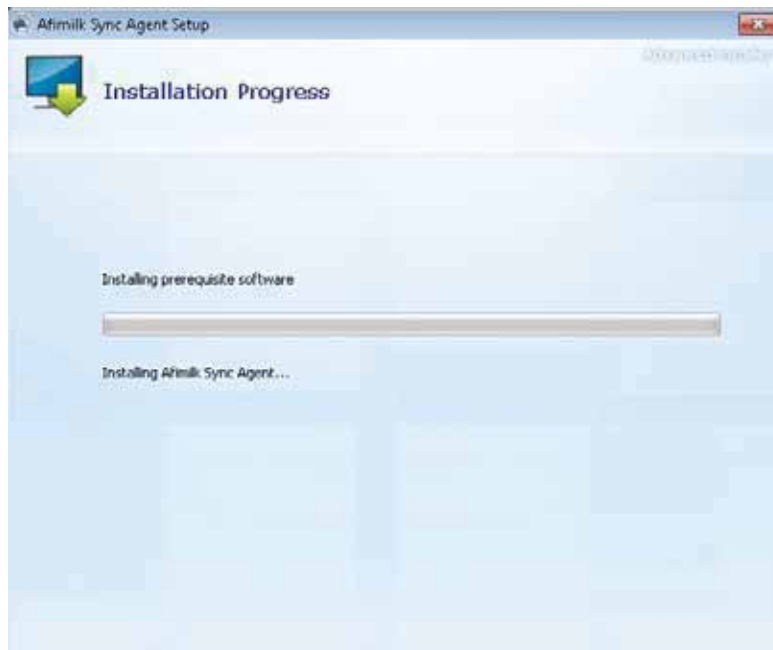 Afimilk Sync Agent Setup
Installation Progress
Installing prerequisite software
Installing Afimilk Sync Agent...